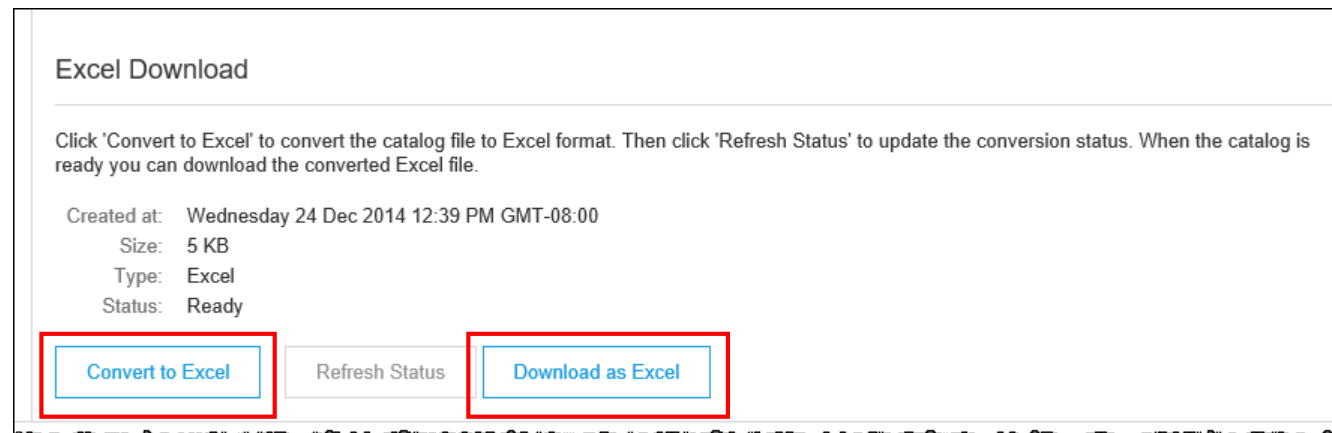 Excel Download
Click 'Convert to Excel' to convert the catalog file to Excel format. Then click 'Refresh Status' to update the conversion status. When the catalog is
ready you can download the converted Excel file.
Created at: Wednesday 24 Dec 2014 12:39 PM GMT-08:00
Size: 5 KB
Type: Excel
Status: Ready
Convert to Excel Refresh Status Download as Excel